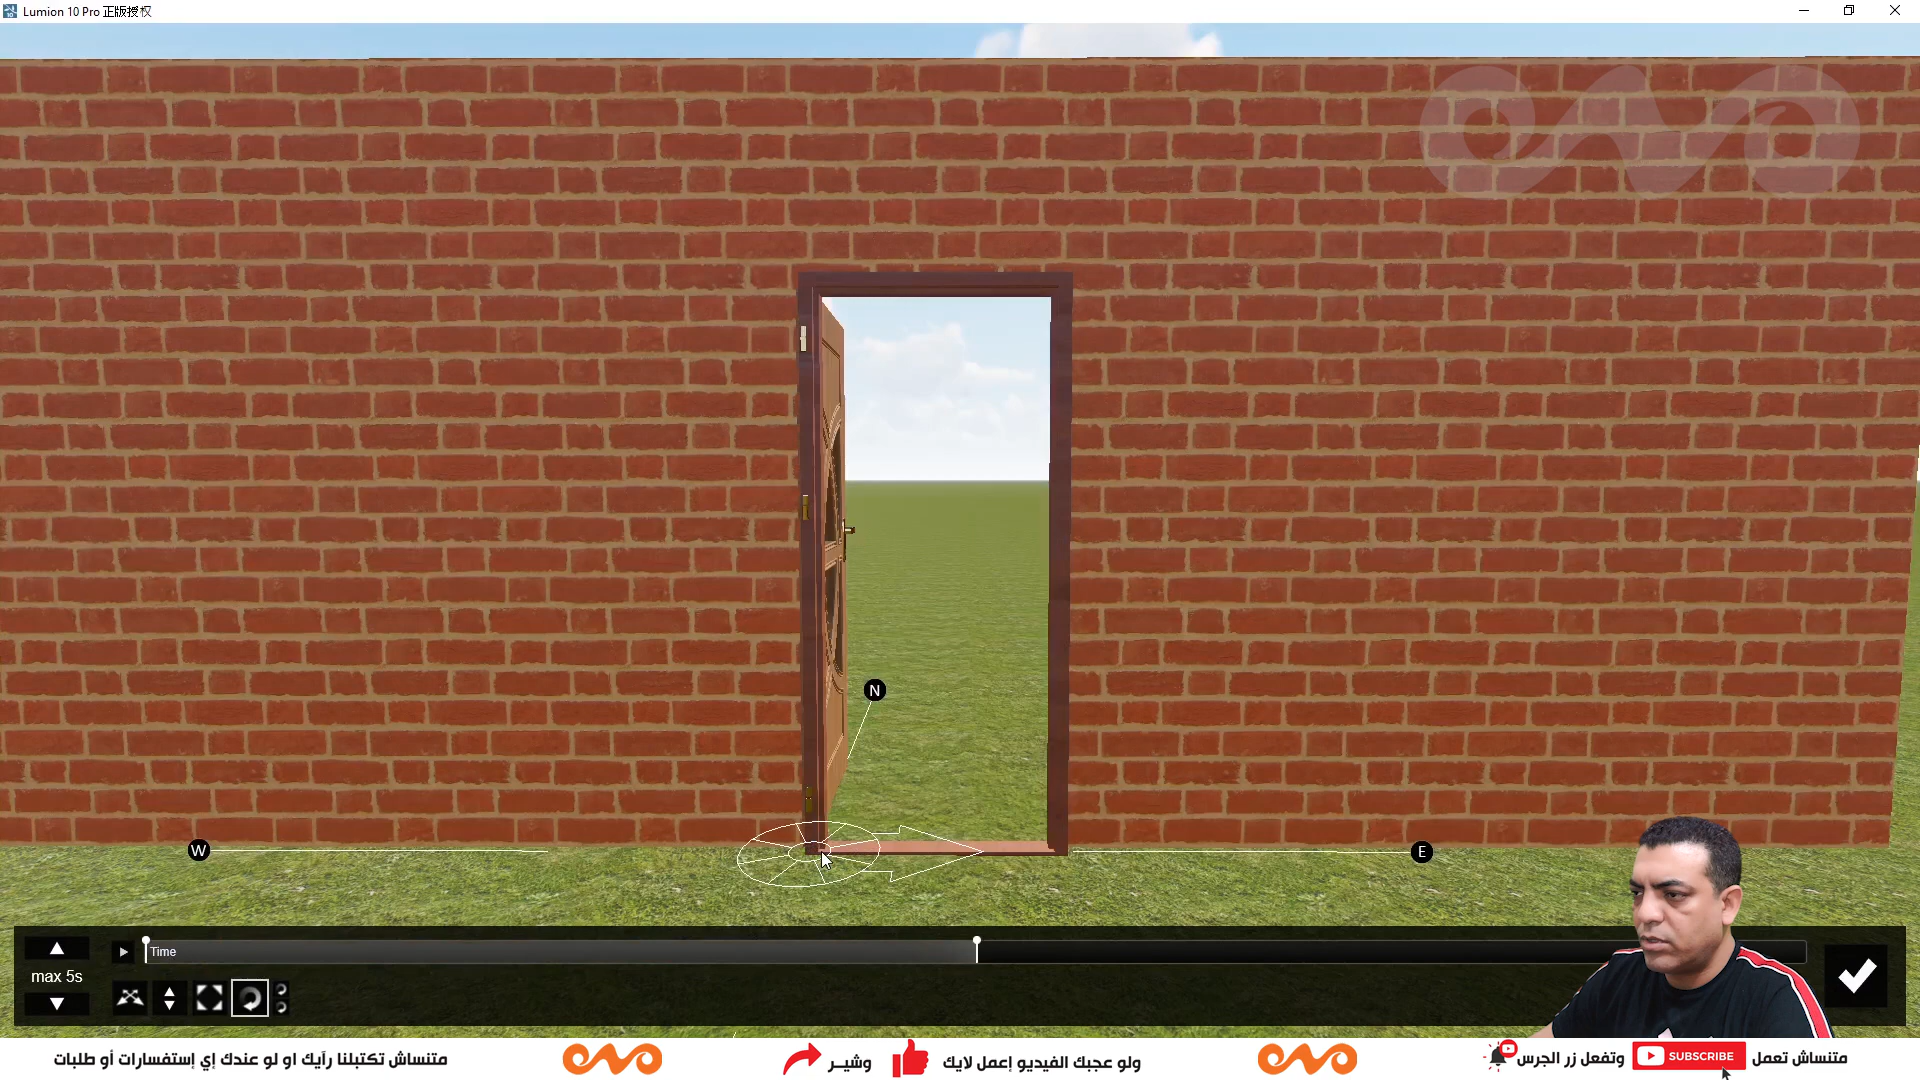 Lumion 10 Pro 正版授权
N
W
E
Time
max 5s
متنساش تعمل SUBSCRIBE وتفعل زر الجرس
ولو عجبك الفيديو إعمل لايك وشيـر
متنساش تكتبلنا رأيك او لو عندك إي إستفسارات أو طلبات